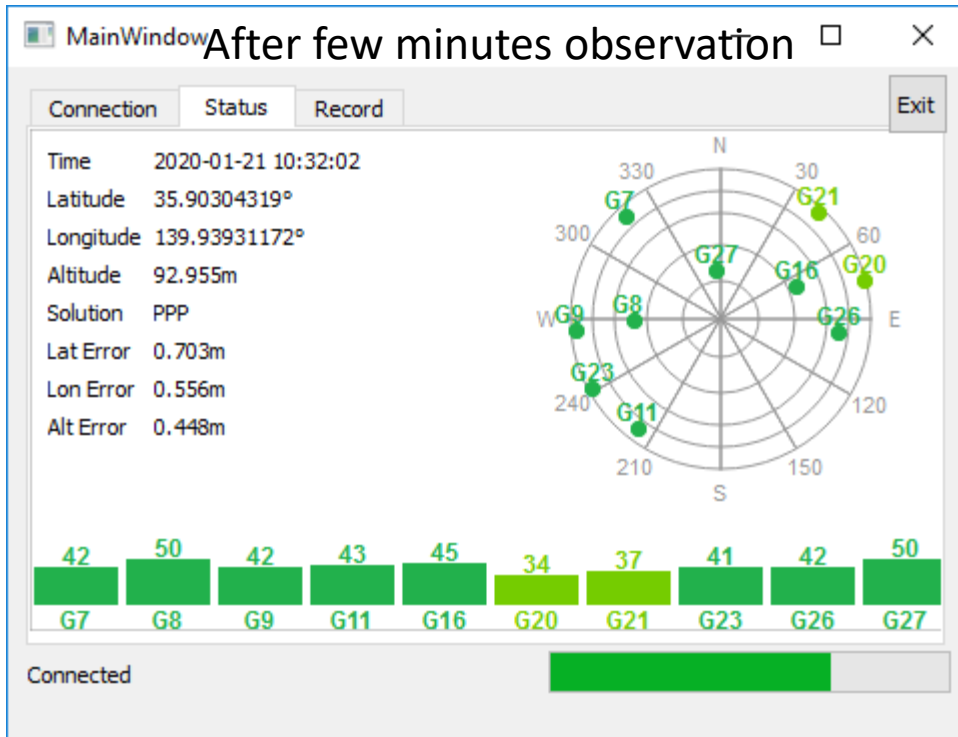 MainWindow
After few minutes observation
Connection Status Record Exit
Time 2020-01-21 10:32:02
Latitude 35.90304319°
Longitude 139.93931172°
Altitude 92.955m
Solution PPP
Lat Error 0.703m
Lon Error 0.556m
Alt Error 0.448m
N
330 30
G7 G21
300 60
G27 G16 G20
W G9 G8 G26 E
G23
240 G11 120
210 150
S
42 50 42 43 45 34 37 41 42 50
G7 G8 G9 G11 G16 G20 G21 G23 G26 G27
Connected